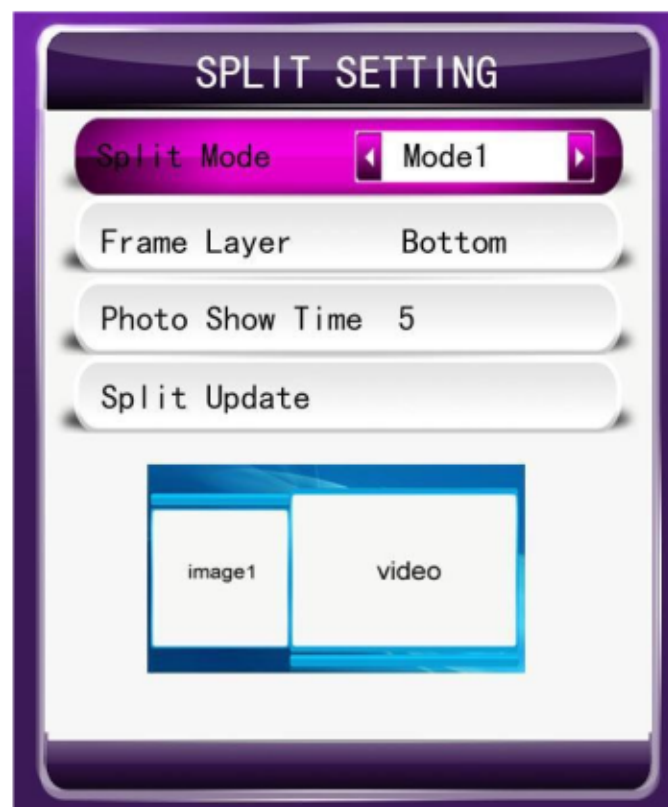 SPLIT SETTING
Split Mode Mode1
Frame Layer Bottom
Photo Show Time 5
Split Update
image1 video